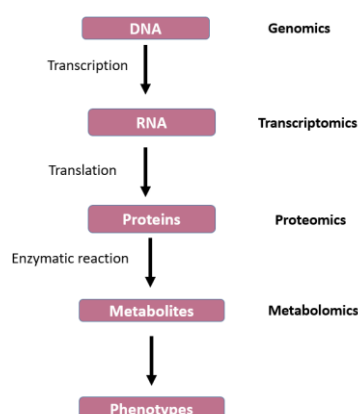 DNA Genomics
Transcription
RNA Transcriptomics
Translation
Proteins Proteomics
Enzymatic reaction
Metabolites Metabolomics
Phenotypes